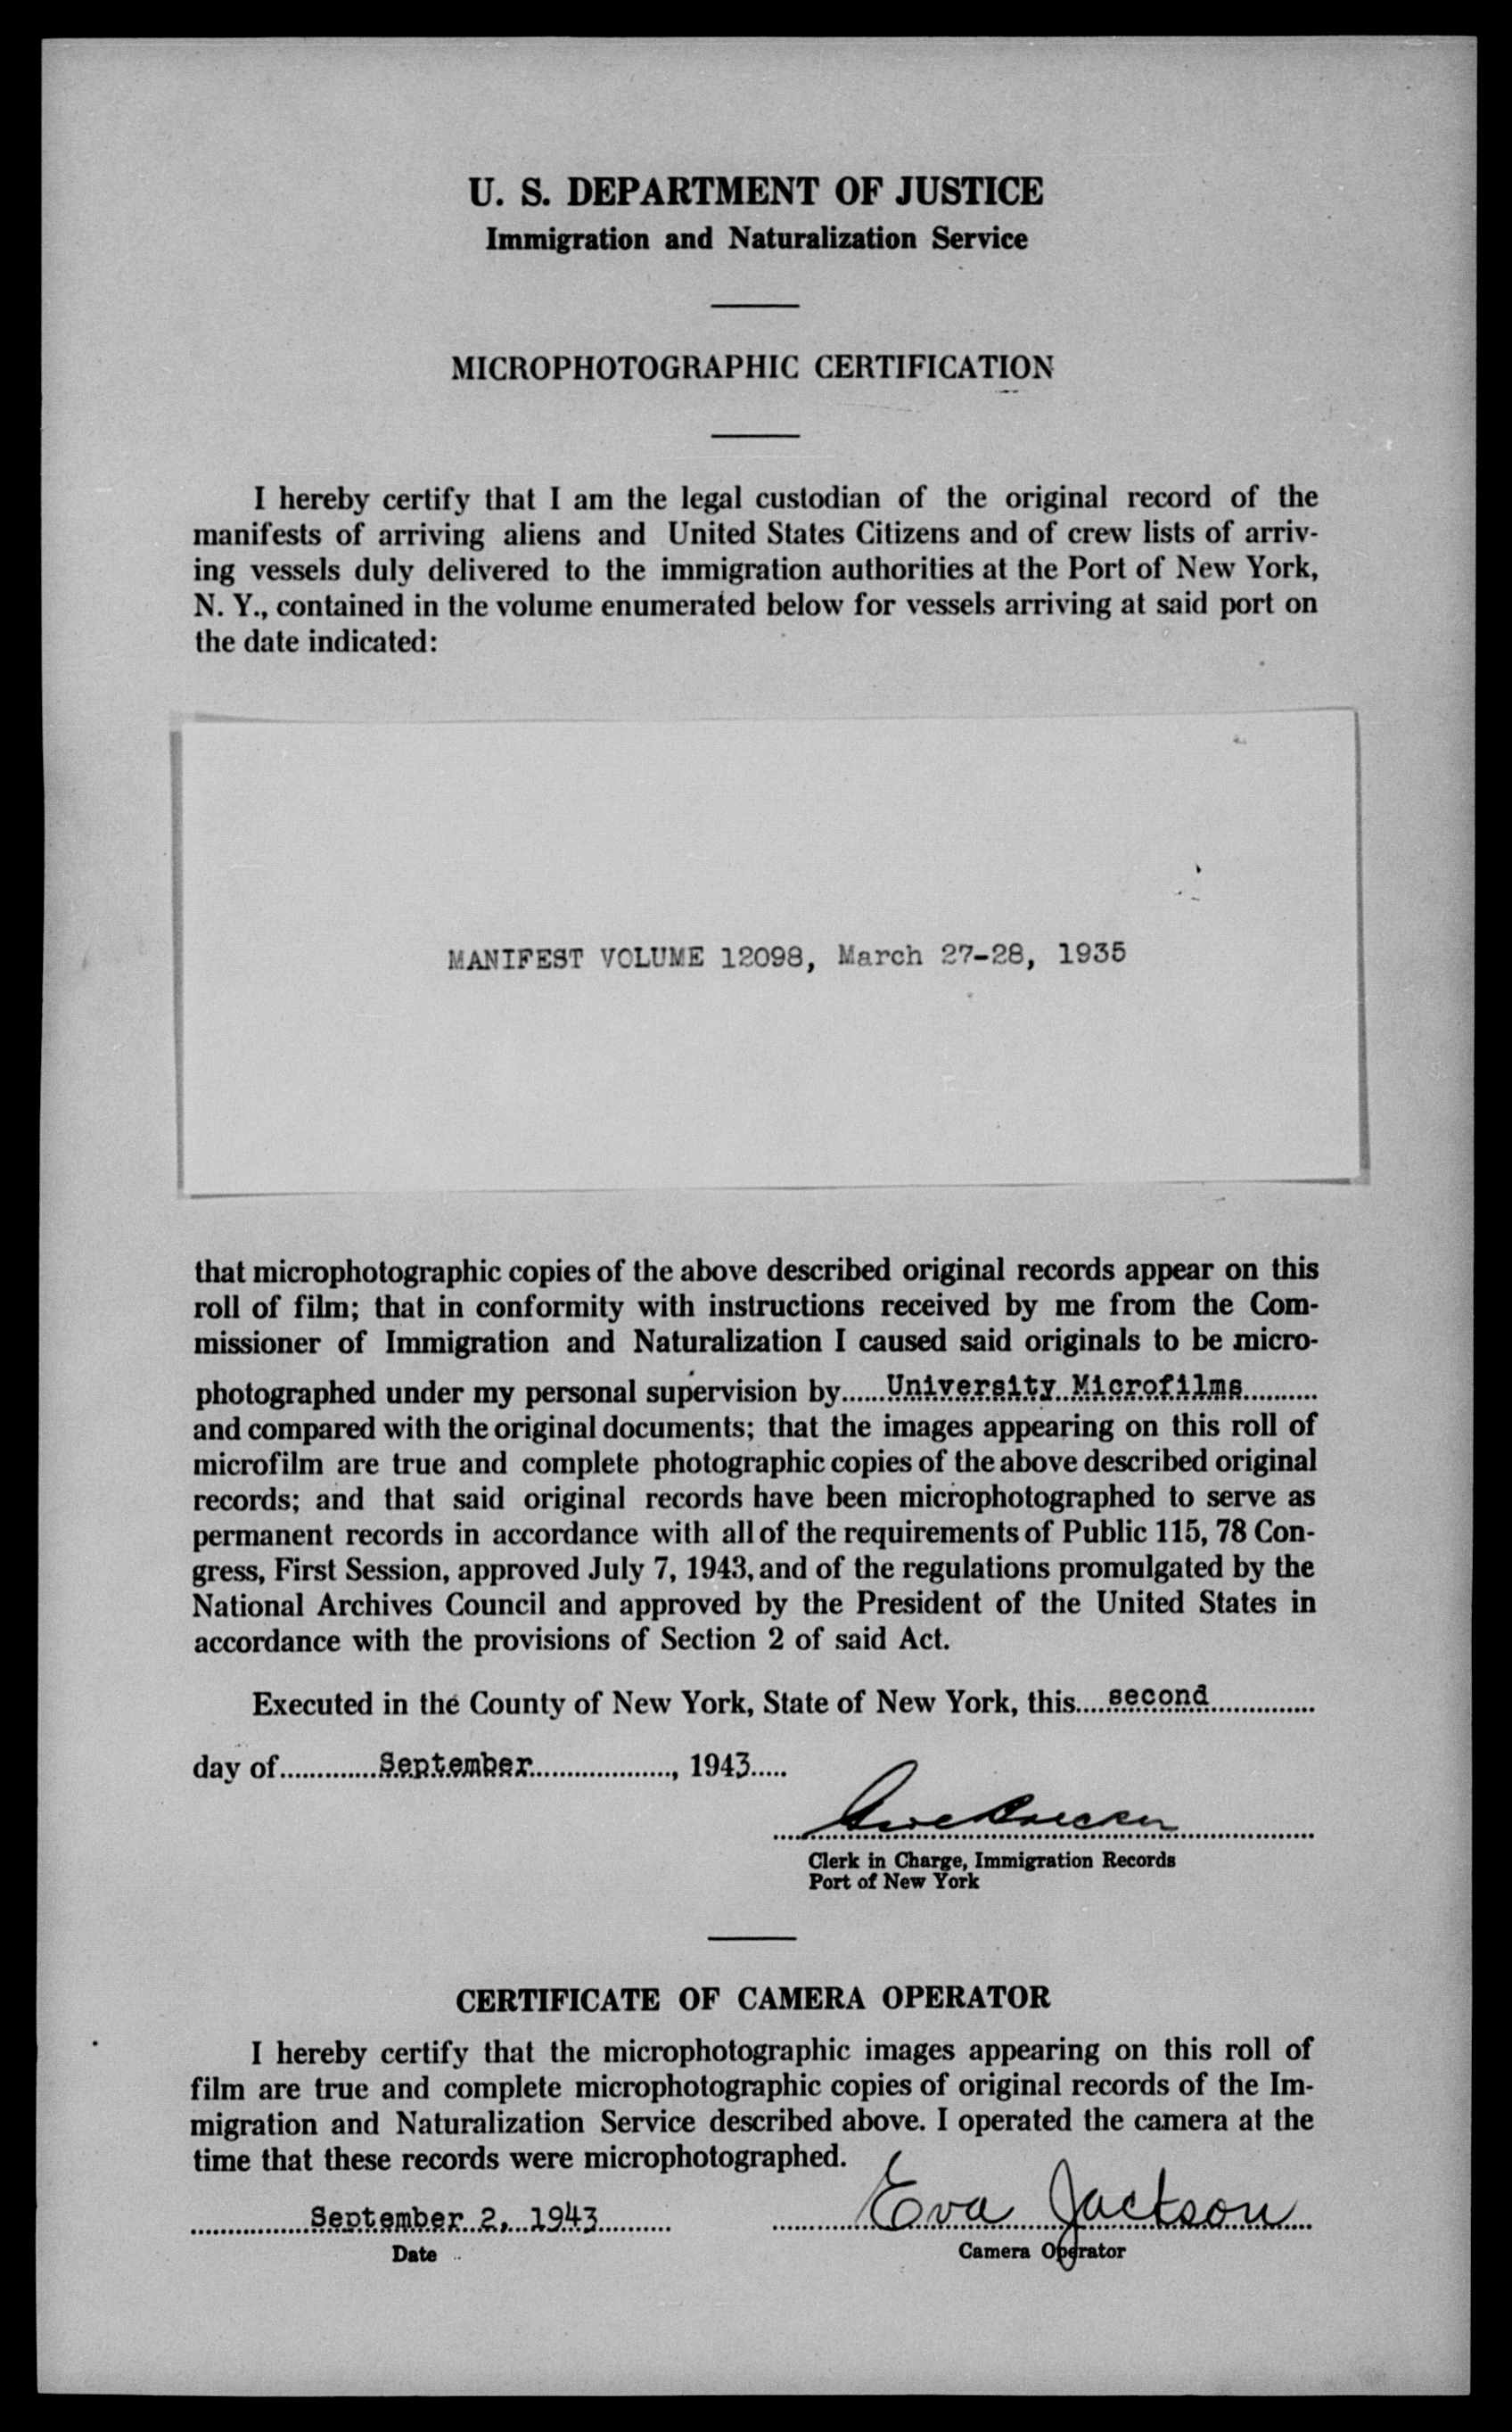 U. S. DEPARTMENT OF JUSTICE
Immigration and Naturalization Service
MICROPHOTOGRAPHIC CERTIFICATION
I hereby certify that I am the legal custodian of the original record of the
manifests of arriving aliens and United States Citizens and of crew lists of arriv-
ing vessels duly delivered to the immigration authorities at the Port of New York,
N. Y., contained in the volume enumerated below for vessels arriving at said port on
the date indicated:
MANIFEST VOLUME 12098, March 27-28, 1935
that microphotographic copies of the above described original records appear on this
roll of film; that in conformity with instructions received by me from the Com-
missioner of Immigration and Naturalization I caused said originals to be micro-
photographed under my personal supervision by......University Microfilms..........
and compared with the original documents; that the images appearing on this roll of
microfilm are true and complete photographic copies of the above described original
records; and that said original records have been microphotographed to serve as
permanent records in accordance with all of the requirements of Public 115, 78 Con-
gress, First Session, approved July 7, 1943, and of the regulations promulgated by the
National Archives Council and approved by the President of the United States in
accordance with the provisions of Section 2 of said Act.
Executed in the County of New York, State of New York, this.....second..............
day of.............September..................., 1943.....
Clerk in Charge, Immigration Records
Port of New York
CERTIFICATE OF CAMERA OPERATOR
I hereby certify that the microphotographic images appearing on this roll of
film are true and complete microphotographic copies of original records of the Im-
migration and Naturalization Service described above. I operated the camera at the
time that these records were microphotographed.
September 2, 1943 Eva Jackson
Date Camera Operator